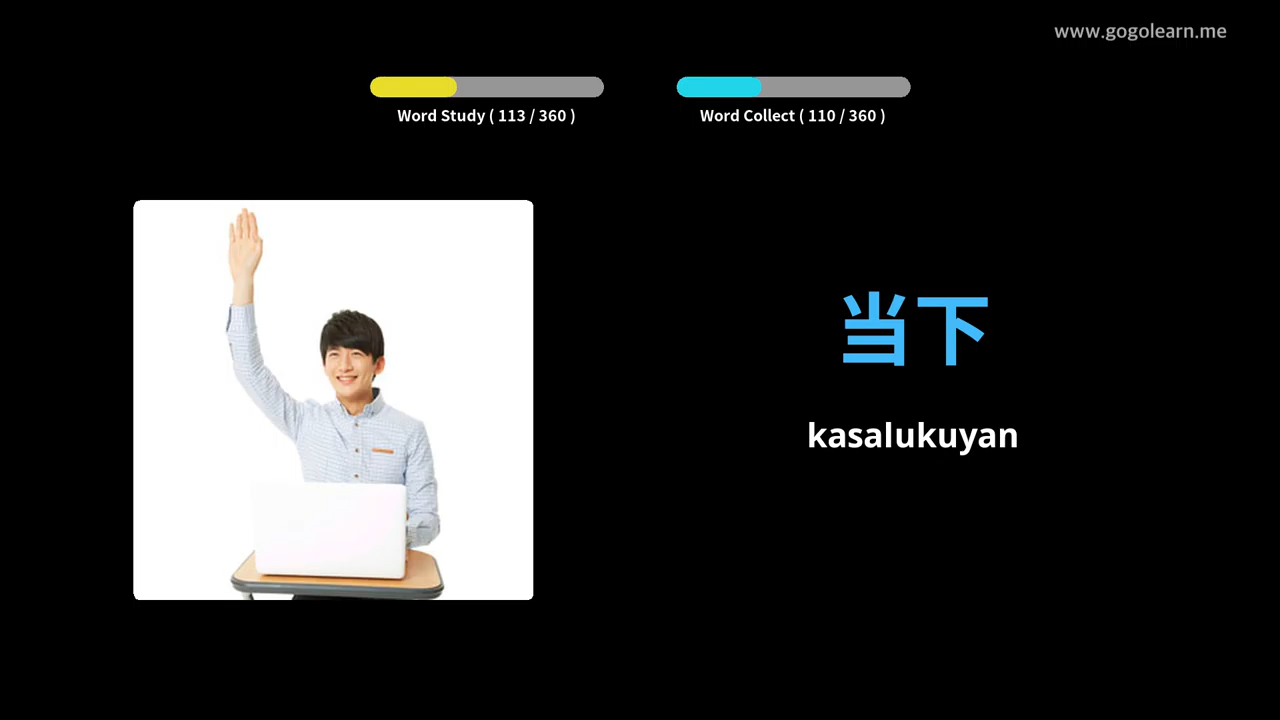 www.gogolearn.me
Word Study ( 113 / 360 )
Word Collect ( 110 / 360 )
当下
kasalukuyan